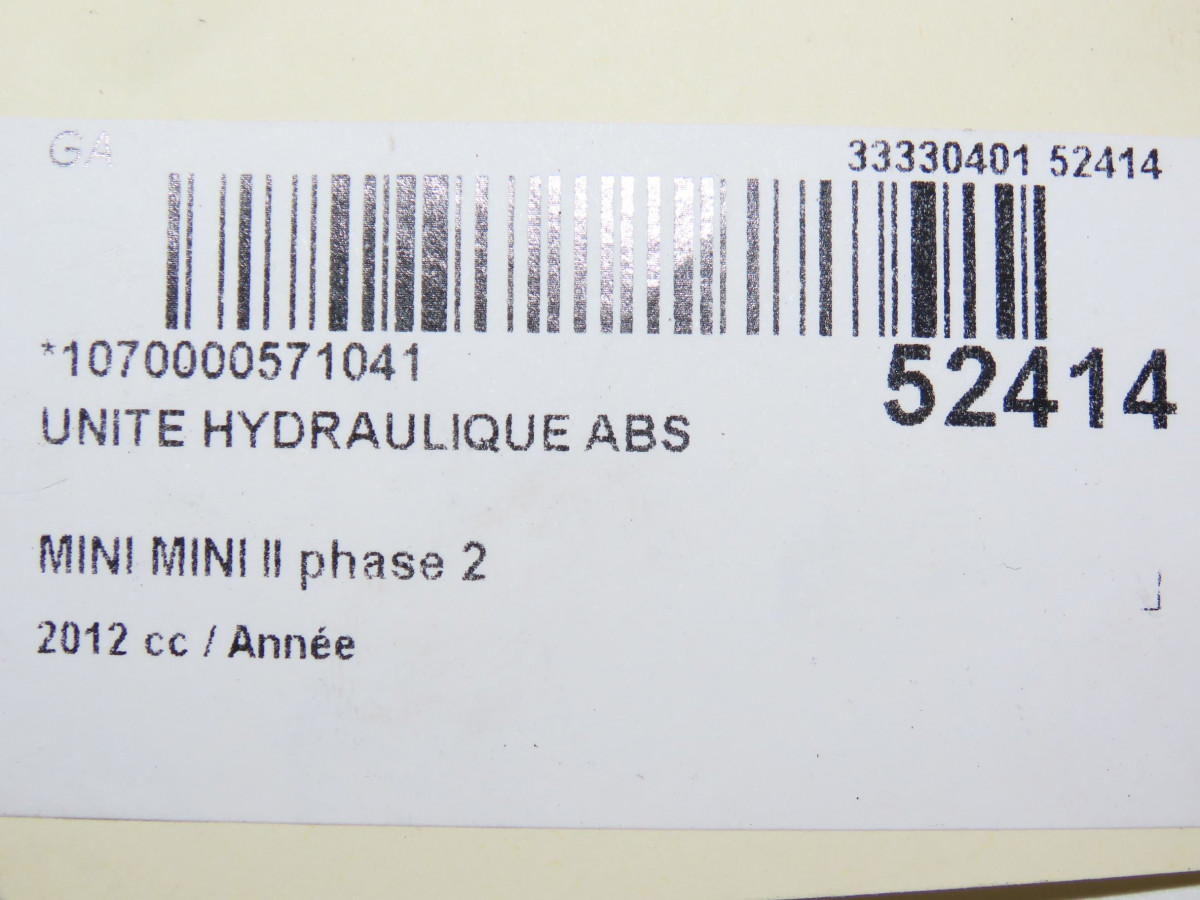 GA
33330401 52414
*1070000571041
52414
UNITE HYDRAULIQUE ABS
MINI MINI II phase 2
2012 cc / Année